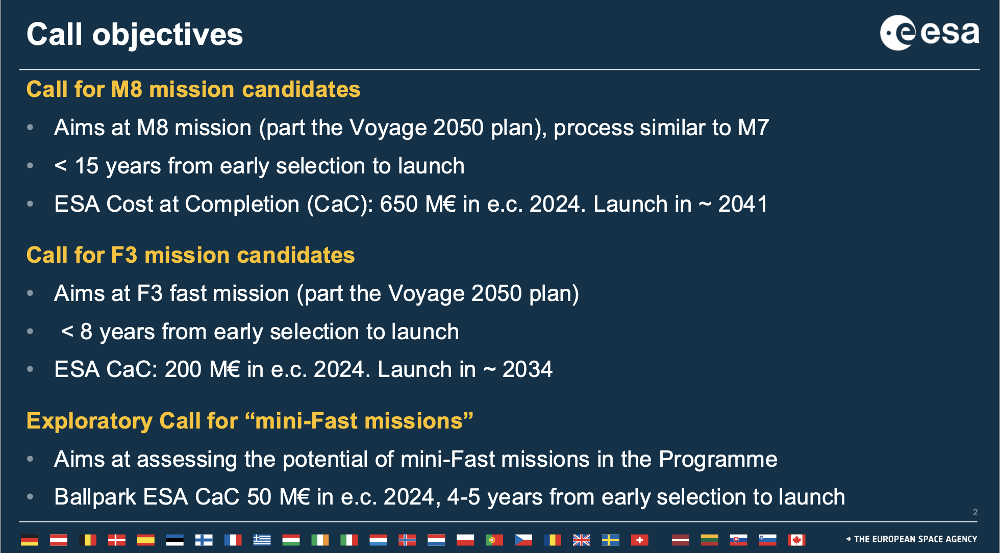 Call objectives
esa
Call for M8 mission candidates
• Aims at M8 mission (part the Voyage 2050 plan), process similar to M7
• < 15 years from early selection to launch
• ESA Cost at Completion (CaC): 650 M€ in e.c. 2024. Launch in ~ 2041
Call for F3 mission candidates
• Aims at F3 fast mission (part the Voyage 2050 plan)
• < 8 years from early selection to launch
• ESA CaC: 200 M€ in e.c. 2024. Launch in ~ 2034
Exploratory Call for “mini-Fast missions”
• Aims at assessing the potential of mini-Fast missions in the Programme
• Ballpark ESA CaC 50 M€ in e.c. 2024, 4-5 years from early selection to launch
2
→ THE EUROPEAN SPACE AGENCY